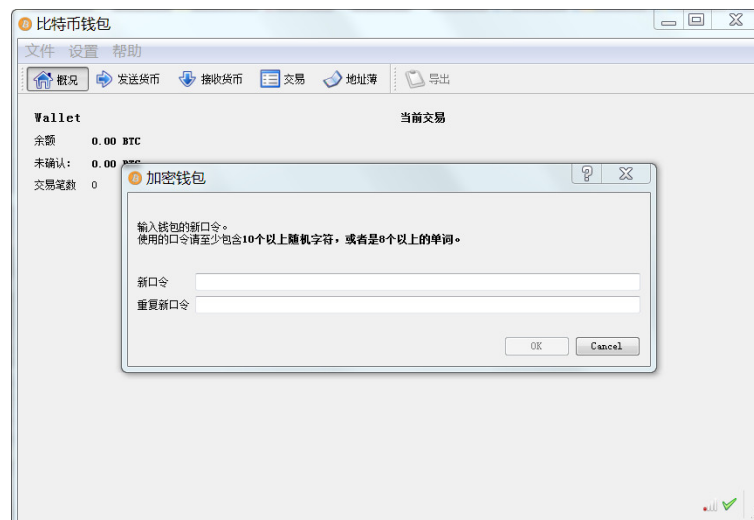 比特币钱包
文件 设置 帮助
概况 发送货币 接收货币 交易 地址薄 导出
Wallet 当前交易
余额 0.00 BTC
未确认: 0.00
交易笔数 0
加密钱包
输入钱包的新口令。
使用的口令请至少包含10个以上随机字符，或者是8个以上的单词。
新口令
重复新口令
OK Cancel